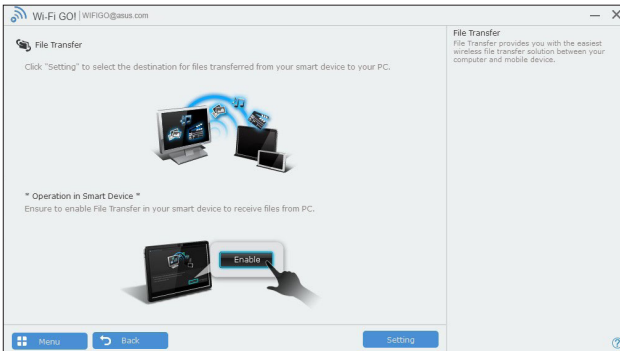 Wi-Fi GO! | WIFIGO@asus.com
File Transfer
Click "Setting" to select the destination for files transferred from your smart device to your PC.
* Operation in Smart Device *
Ensure to enable File Transfer in your smart device to receive files from PC.
Enable
Menu
Back
Setting
File Transfer
File Transfer provides you with the easiest
wireless file transfer solution between your
computer and mobile device.